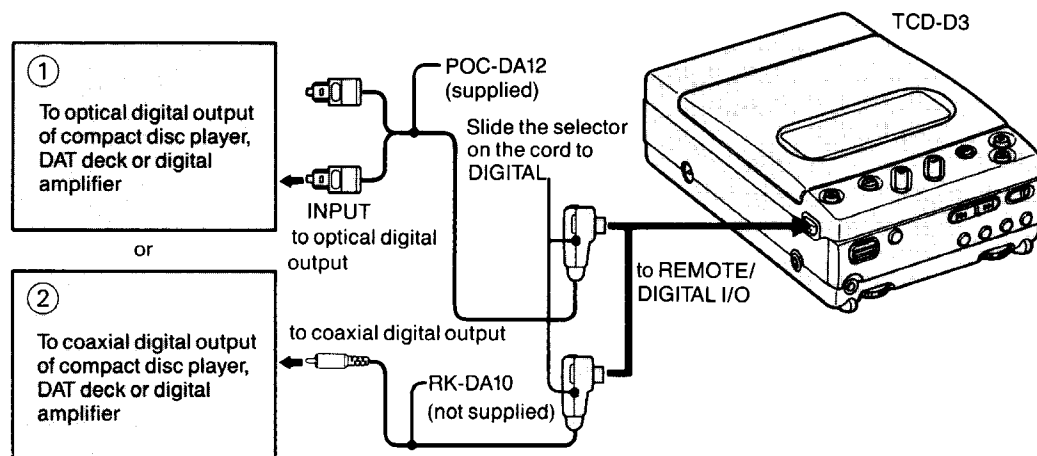 TCD-D3
①
To optical digital output
of compact disc player,
DAT deck or digital
amplifier
POC-DA12
(supplied)
Slide the selector
on the cord to
DIGITAL
INPUT
to optical digital
output
or
to REMOTE/
DIGITAL I/O
②
To coaxial digital output
of compact disc player,
DAT deck or digital
amplifier
to coaxial digital output
RK-DA10
(not supplied)